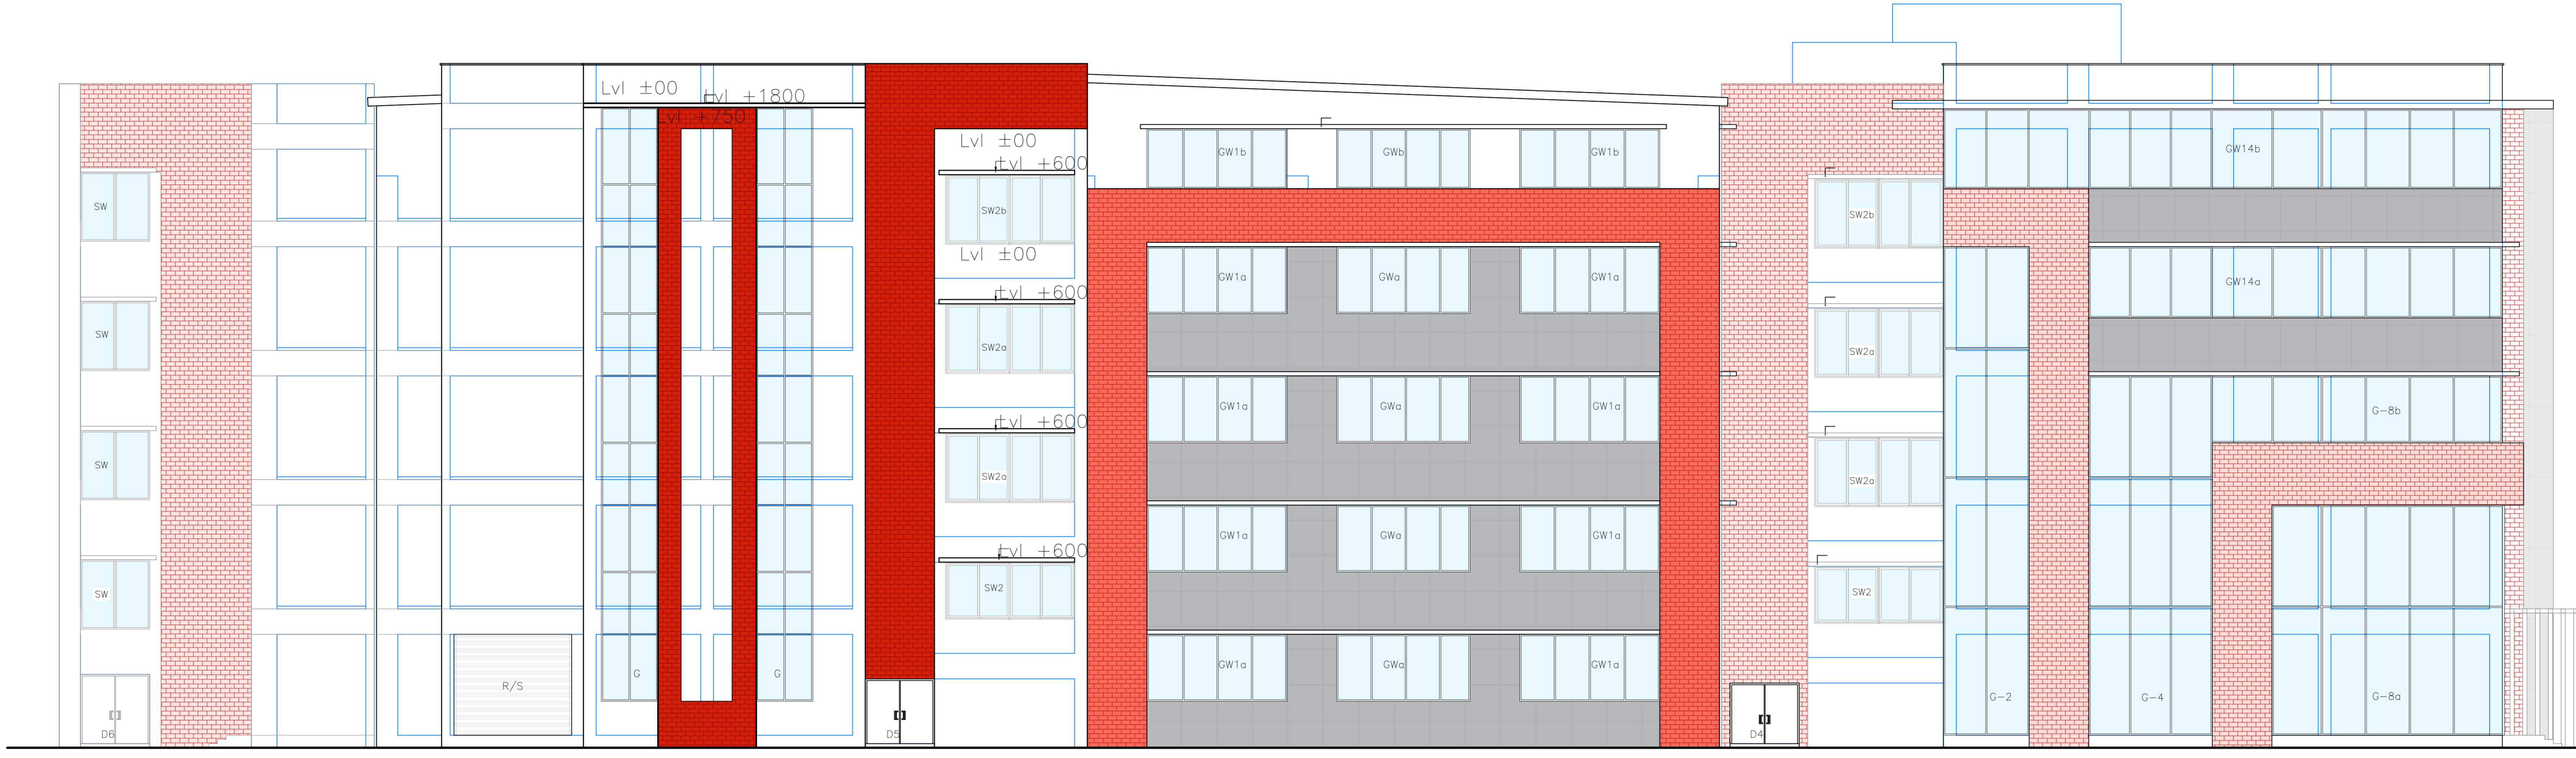 Lvl ±00
Lvl +1800
Lvl +750
Lvl ±00
GW1b
GWb
GW1b
GW14b
Lvl +600
SW
SW2b
SW2b
Lvl ±00
GW1a
GWa
GW1a
GW14a
Lvl +600
SW
SW2a
SW2a
GW1a
GWa
GW1a
G-8b
Lvl +600
SW
SW2a
SW2a
GW1a
GWa
GW1a
Lvl +600
SW
SW2
SW2
GW1a
GWa
GW1a
R/S
G
G
G-2
G-4
G-8a
D6
D5
D4